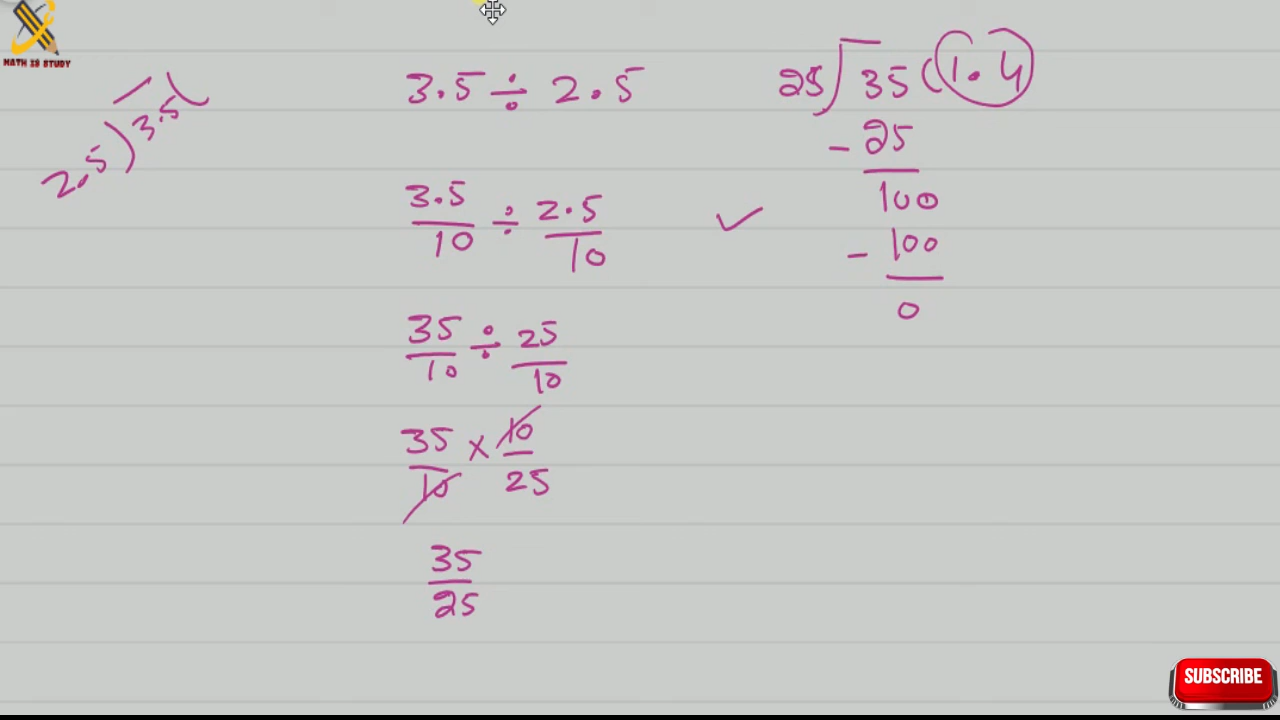 MATH IS STUDY
2.5)3.5
3.5 ÷ 2.5
3.5/10 ÷ 2.5/10
35/10 ÷ 25/10
35/10 × 10/25
35/25
25)35(1.4
- 25
100
- 100
0
SUBSCRIBE